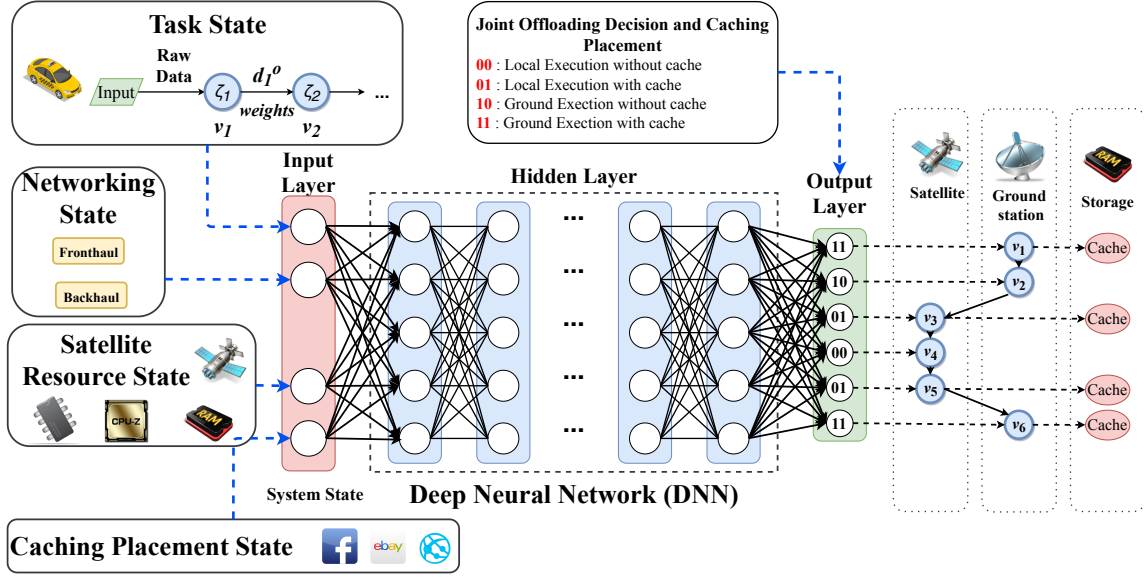 Task State
Raw
Data
Input
ζ1
d1o
weights
ζ2
...
v1
v2
Joint Offloading Decision and Caching
Placement
00 : Local Execution without cache
01 : Local Execution with cache
10 : Ground Exection without cache
11 : Ground Exection with cache
Networking
State
Fronthaul
Backhaul
Satellite
Resource State
CPU-Z
RAM
Caching Placement State
f
ebay
Input
Layer
System State
Hidden Layer
...
...
...
...
...
Deep Neural Network (DNN)
Output
Layer
11
10
01
00
01
11
Satellite
Ground
station
RAM
Storage
v1
v2
v3
v4
v5
v6
Cache
Cache
Cache
Cache